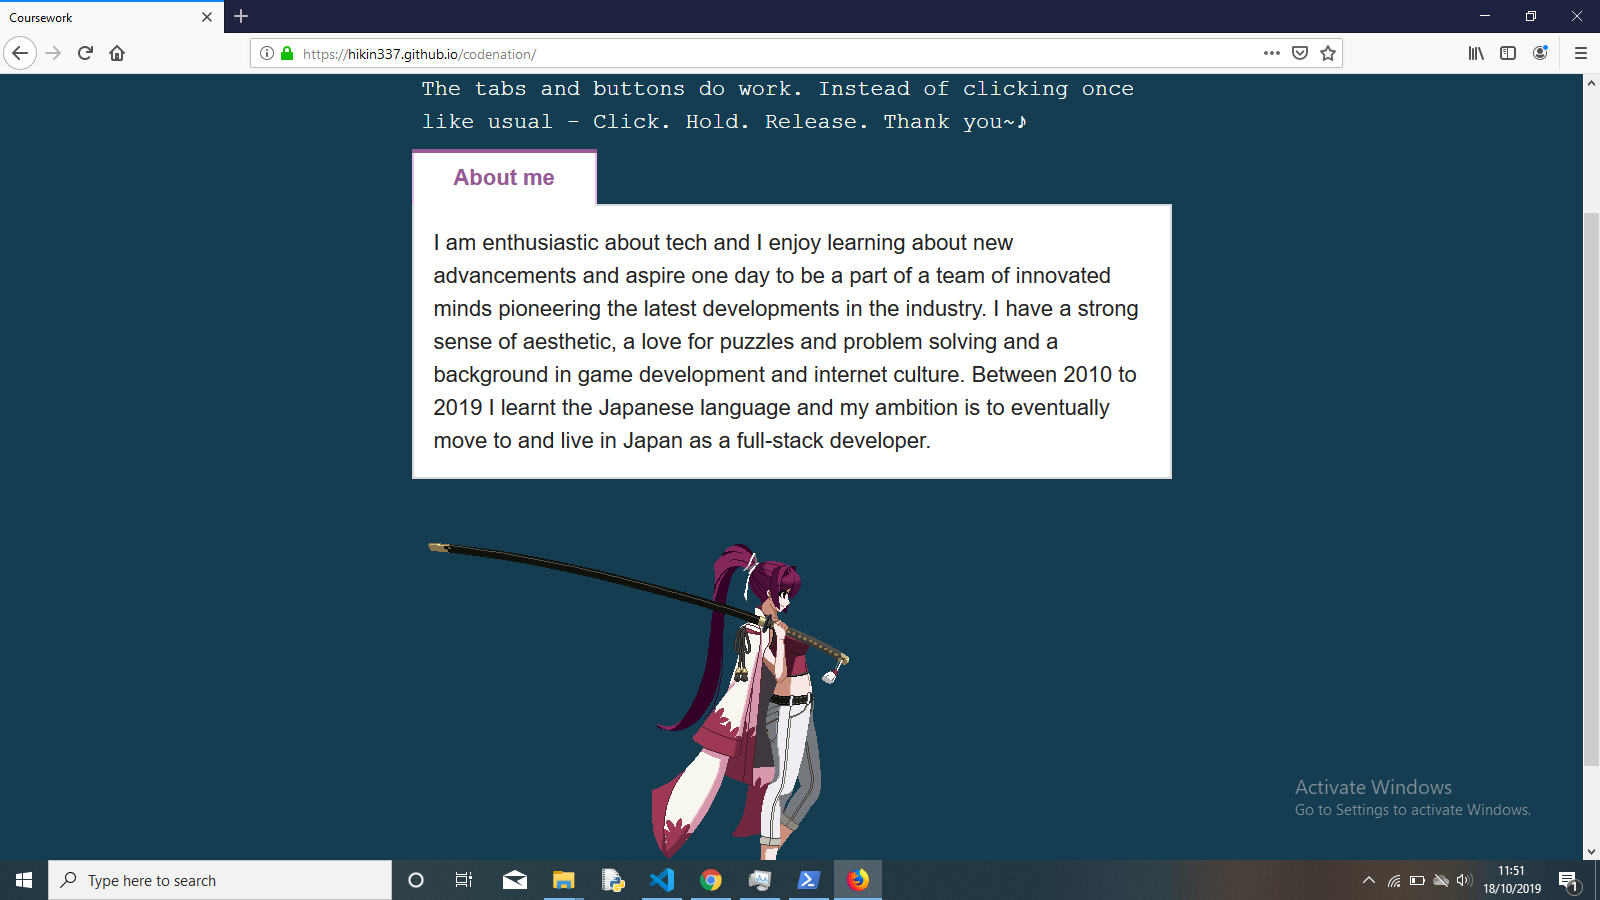 Coursework
https://hikin337.github.io/codenation/
The tabs and buttons do work. Instead of clicking once
like usual - Click. Hold. Release. Thank you~♪
About me
I am enthusiastic about tech and I enjoy learning about new
advancements and aspire one day to be a part of a team of innovated
minds pioneering the latest developments in the industry. I have a strong
sense of aesthetic, a love for puzzles and problem solving and a
background in game development and internet culture. Between 2010 to
2019 I learnt the Japanese language and my ambition is to eventually
move to and live in Japan as a full-stack developer.
Activate Windows
Go to Settings to activate Windows.
Type here to search
11:51
18/10/2019
1